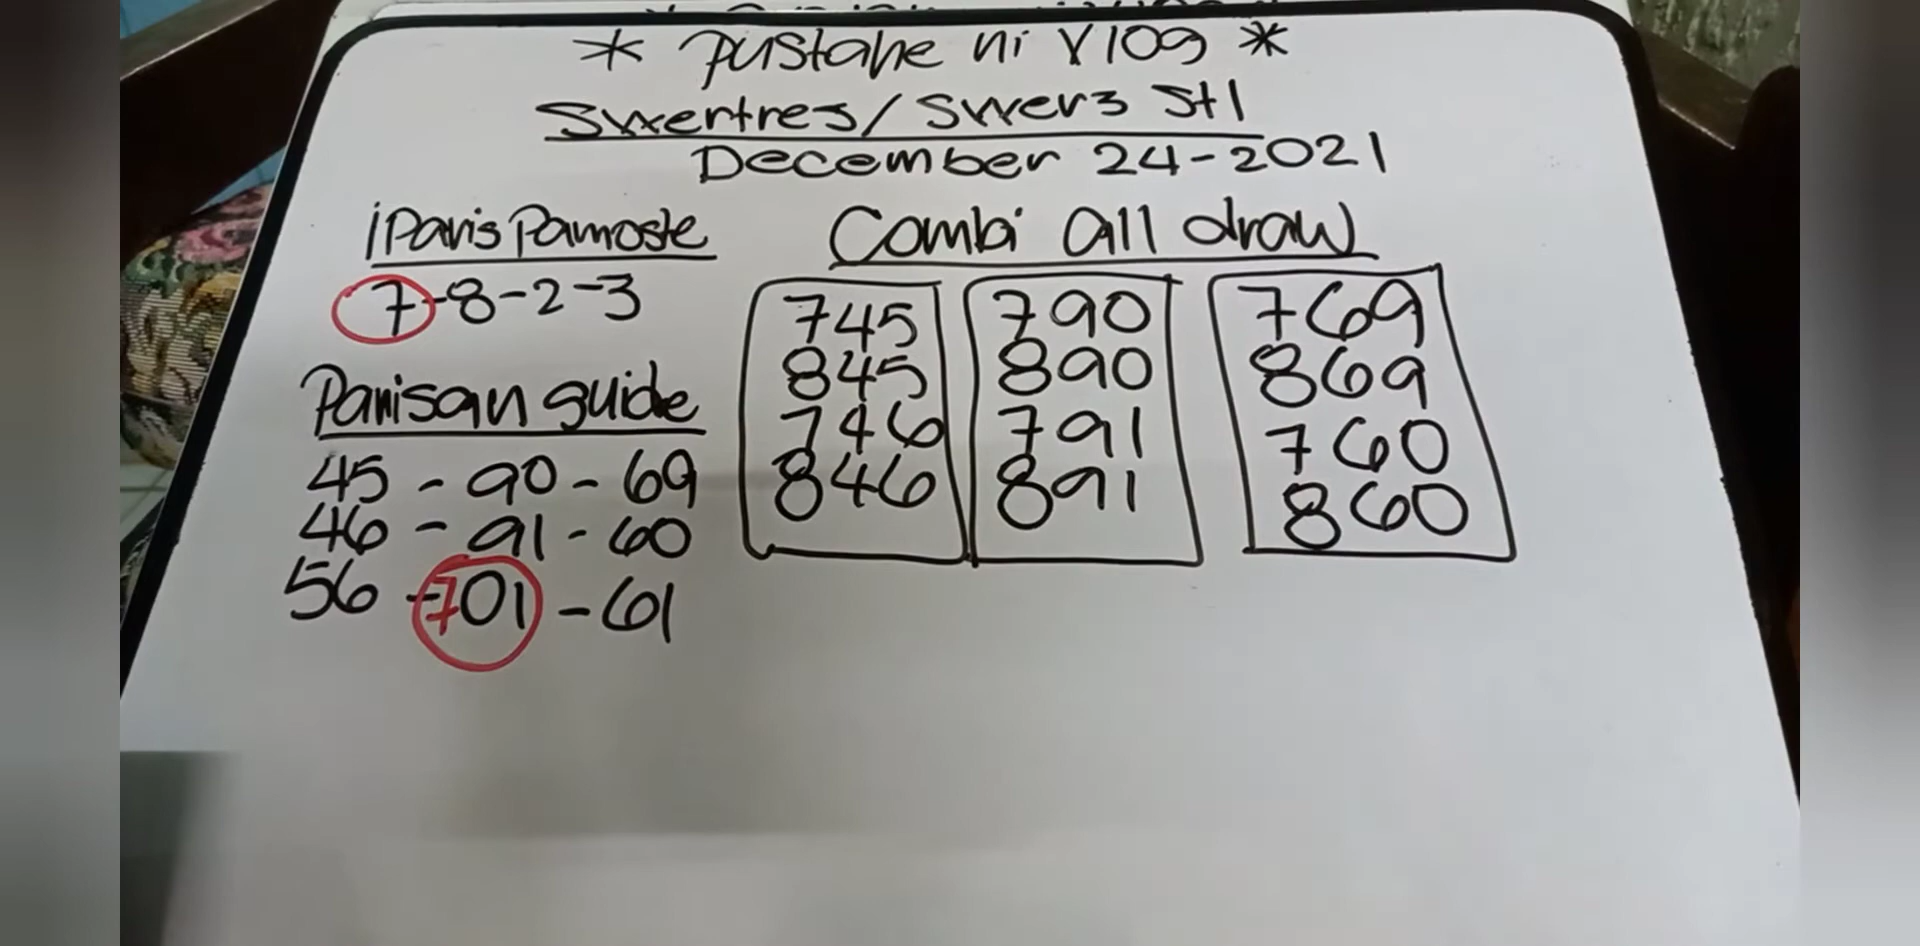 * pustahe ni Vlog *
Swertres/Swer3 Stl
December 24-2021
iParis Pamoste
7-8-2-3
Parisan guide
45 - 90 - 69
46 - 91 - 60
56 - 701 - 61
Combi all draw
745
845
746
846
790
890
791
891
769
869
760
860